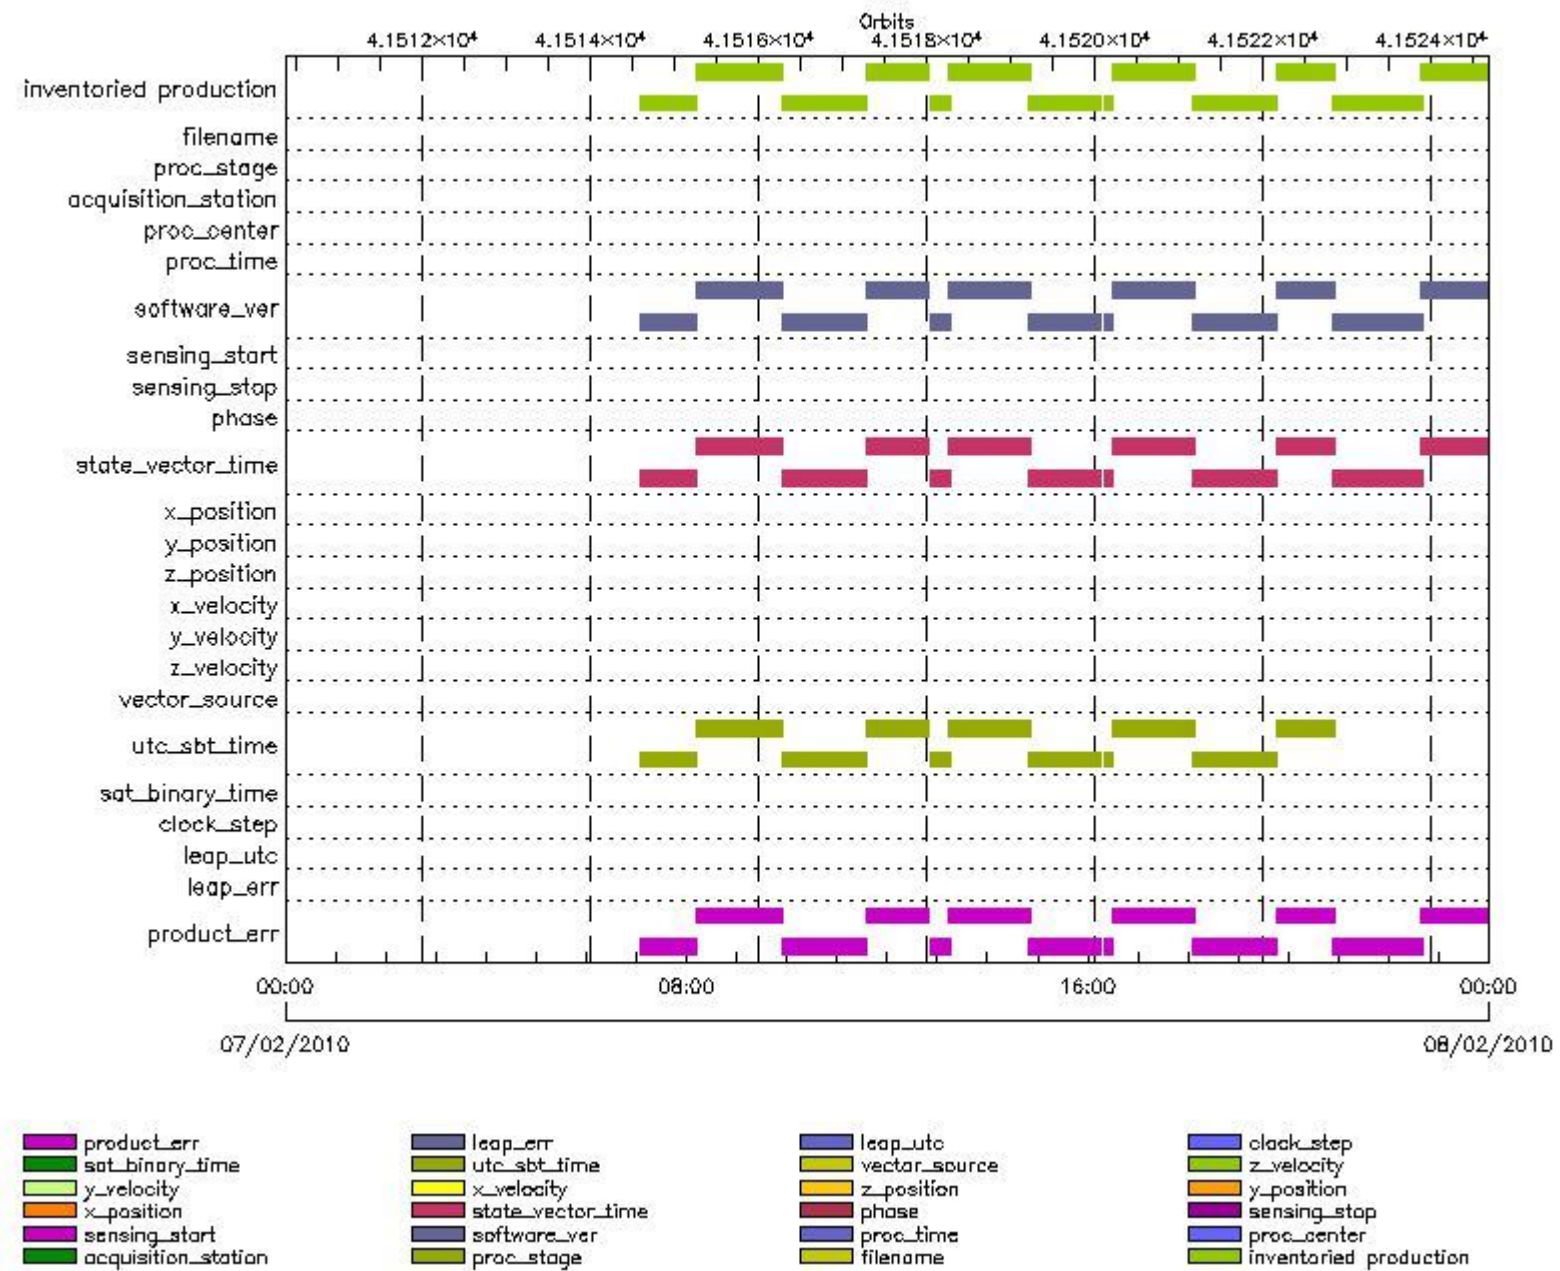 Orbits
4.1512×10⁴ 4.1514×10⁴ 4.1516×10⁴ 4.1518×10⁴ 4.1520×10⁴ 4.1522×10⁴ 4.1524×10⁴
inventoried production
filename
proc_stage
acquisition_station
proc_center
proc_time
software_ver
sensing_start
sensing_stop
phase
state_vector_time
x_position
y_position
z_position
x_velocity
y_velocity
z_velocity
vector_source
utc_sbt_time
sat_binary_time
clock_step
leap_utc
leap_err
product_err
00:00 08:00 16:00 00:00
07/02/2010 08/02/2010
product_err leap_err leap_utc clock_step
sat_binary_time utc_sbt_time vector_source z_velocity
y_velocity x_velocity z_position y_position
x_position state_vector_time phase sensing_stop
sensing_start software_ver proc_time proc_center
acquisition_station proc_stage filename inventoried production